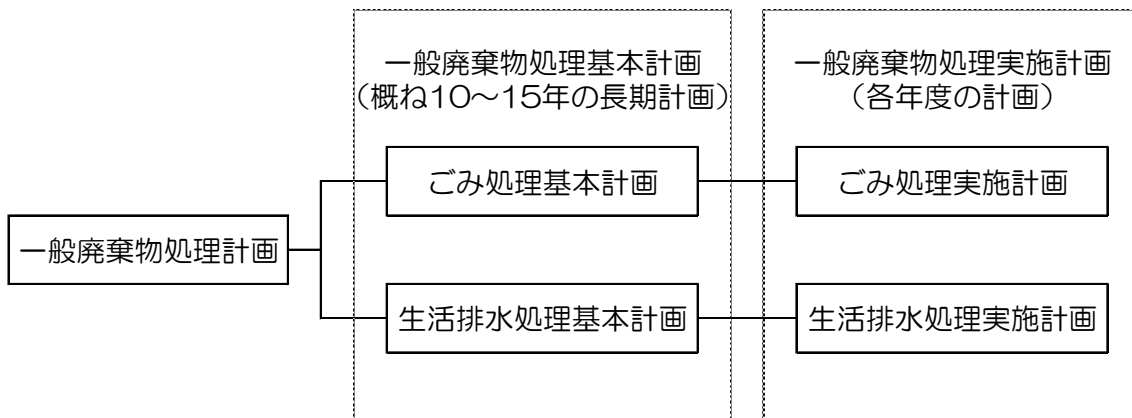 一般廃棄物処理基本計画
（概ね10～15年の長期計画）
一般廃棄物処理実施計画
（各年度の計画）
ごみ処理基本計画
ごみ処理実施計画
一般廃棄物処理計画
生活排水処理基本計画
生活排水処理実施計画